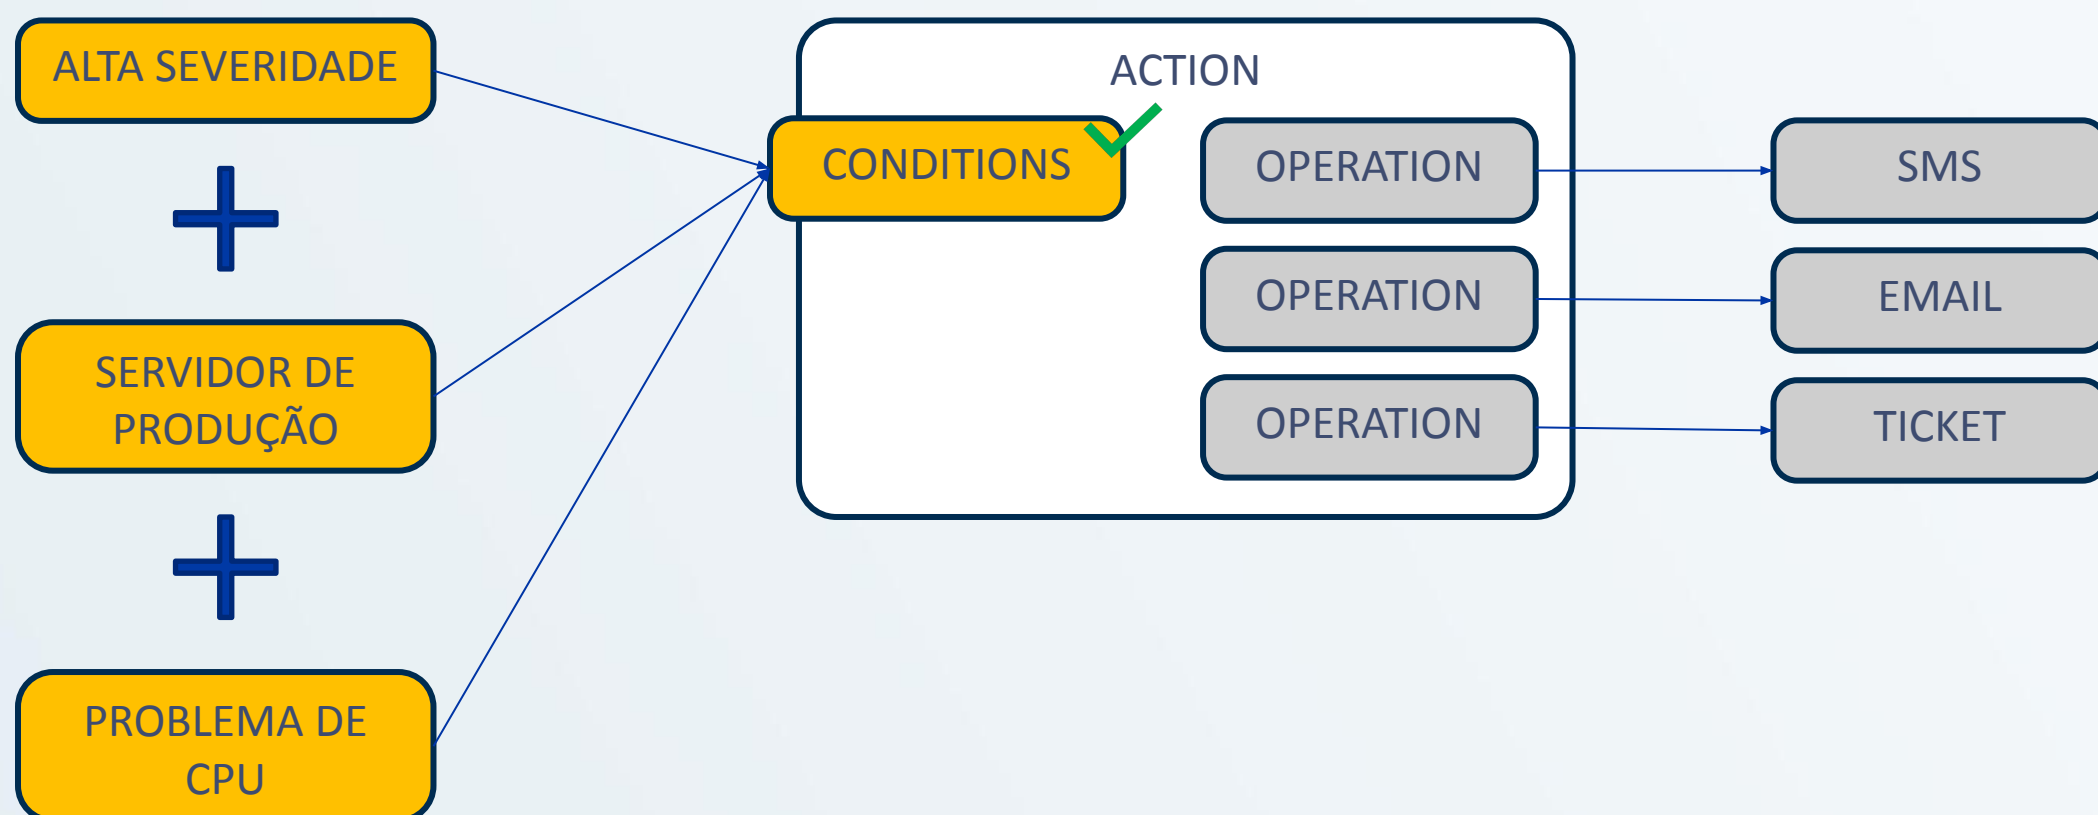 ALTA SEVERIDADE
SERVIDOR DE
PRODUÇÃO
PROBLEMA DE
CPU
ACTION
CONDITIONS
OPERATION
OPERATION
OPERATION
SMS
EMAIL
TICKET